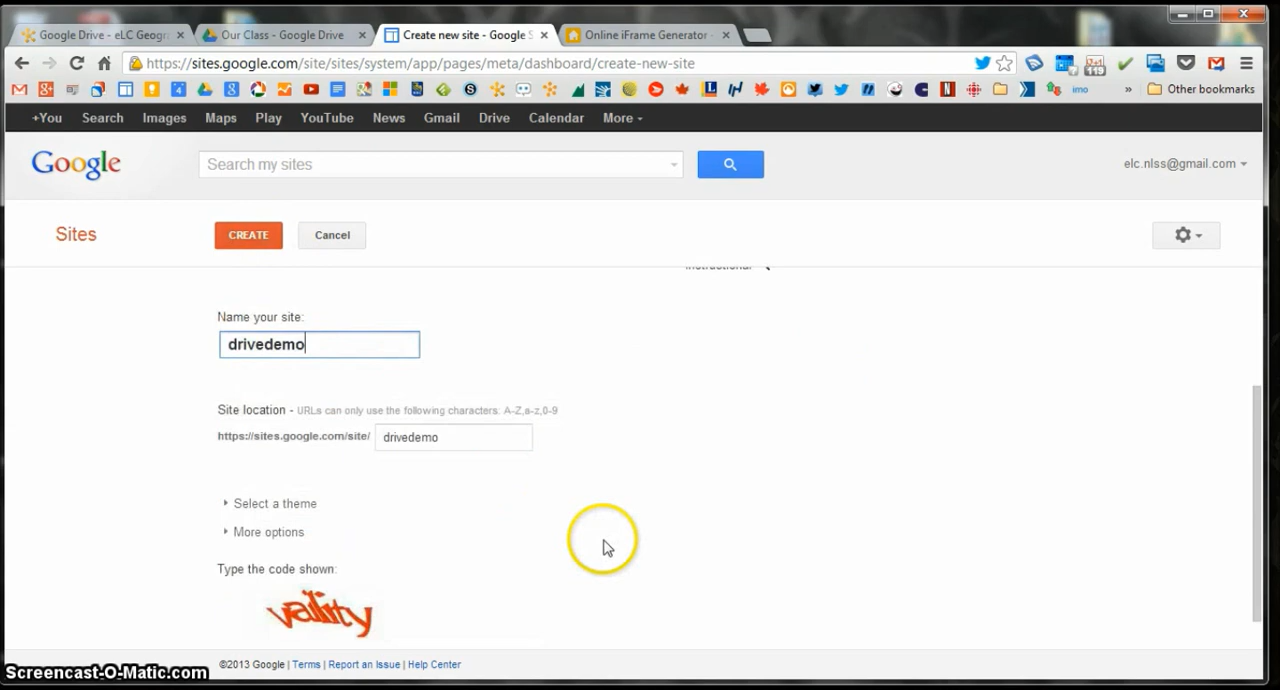 Google Drive - eLC Geogra
Our Class - Google Drive
Create new site - Google S
Online iFrame Generator -
https://sites.google.com/site/sites/system/app/pages/meta/dashboard/create-new-site
imo
» Other bookmarks
+You Search Images Maps Play YouTube News Gmail Drive Calendar More
Google
Search my sites
elc.nlss@gmail.com
Sites
CREATE
Cancel
Name your site:
drivedemo
Site location - URLs can only use the following characters: A-Z,a-z,0-9
https://sites.google.com/site/ drivedemo
Select a theme
More options
Type the code shown:
©2013 Google | Terms | Report an Issue | Help Center
Screencast-O-Matic.com